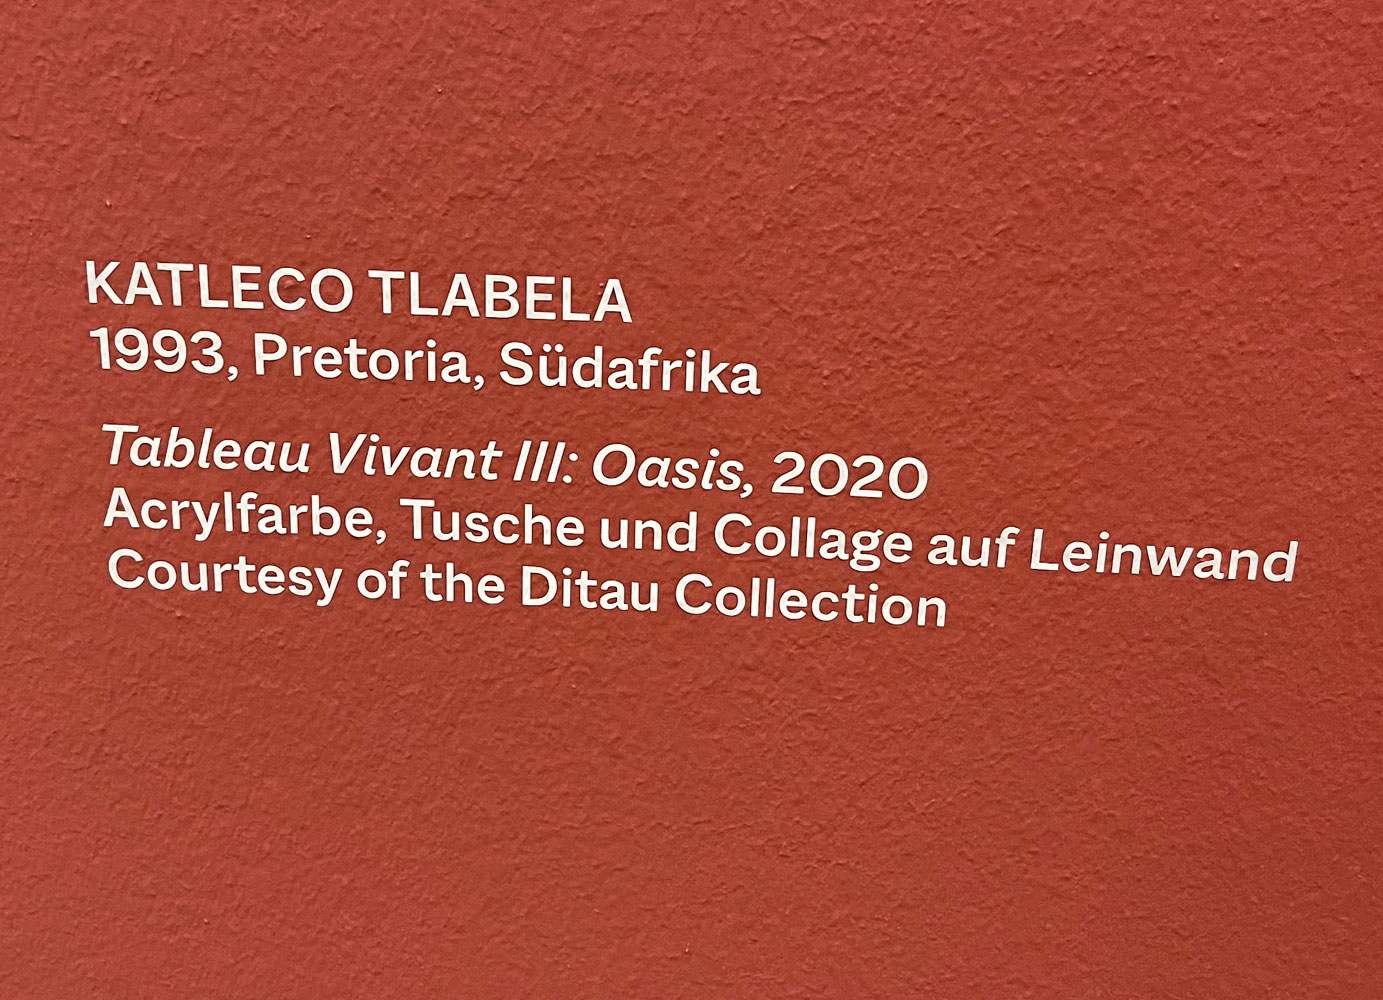 KATLECO TLABELA
1993, Pretoria, Südafrika
Tableau Vivant III: Oasis, 2020
Acrylfarbe, Tusche und Collage auf Leinwand
Courtesy of the Ditau Collection